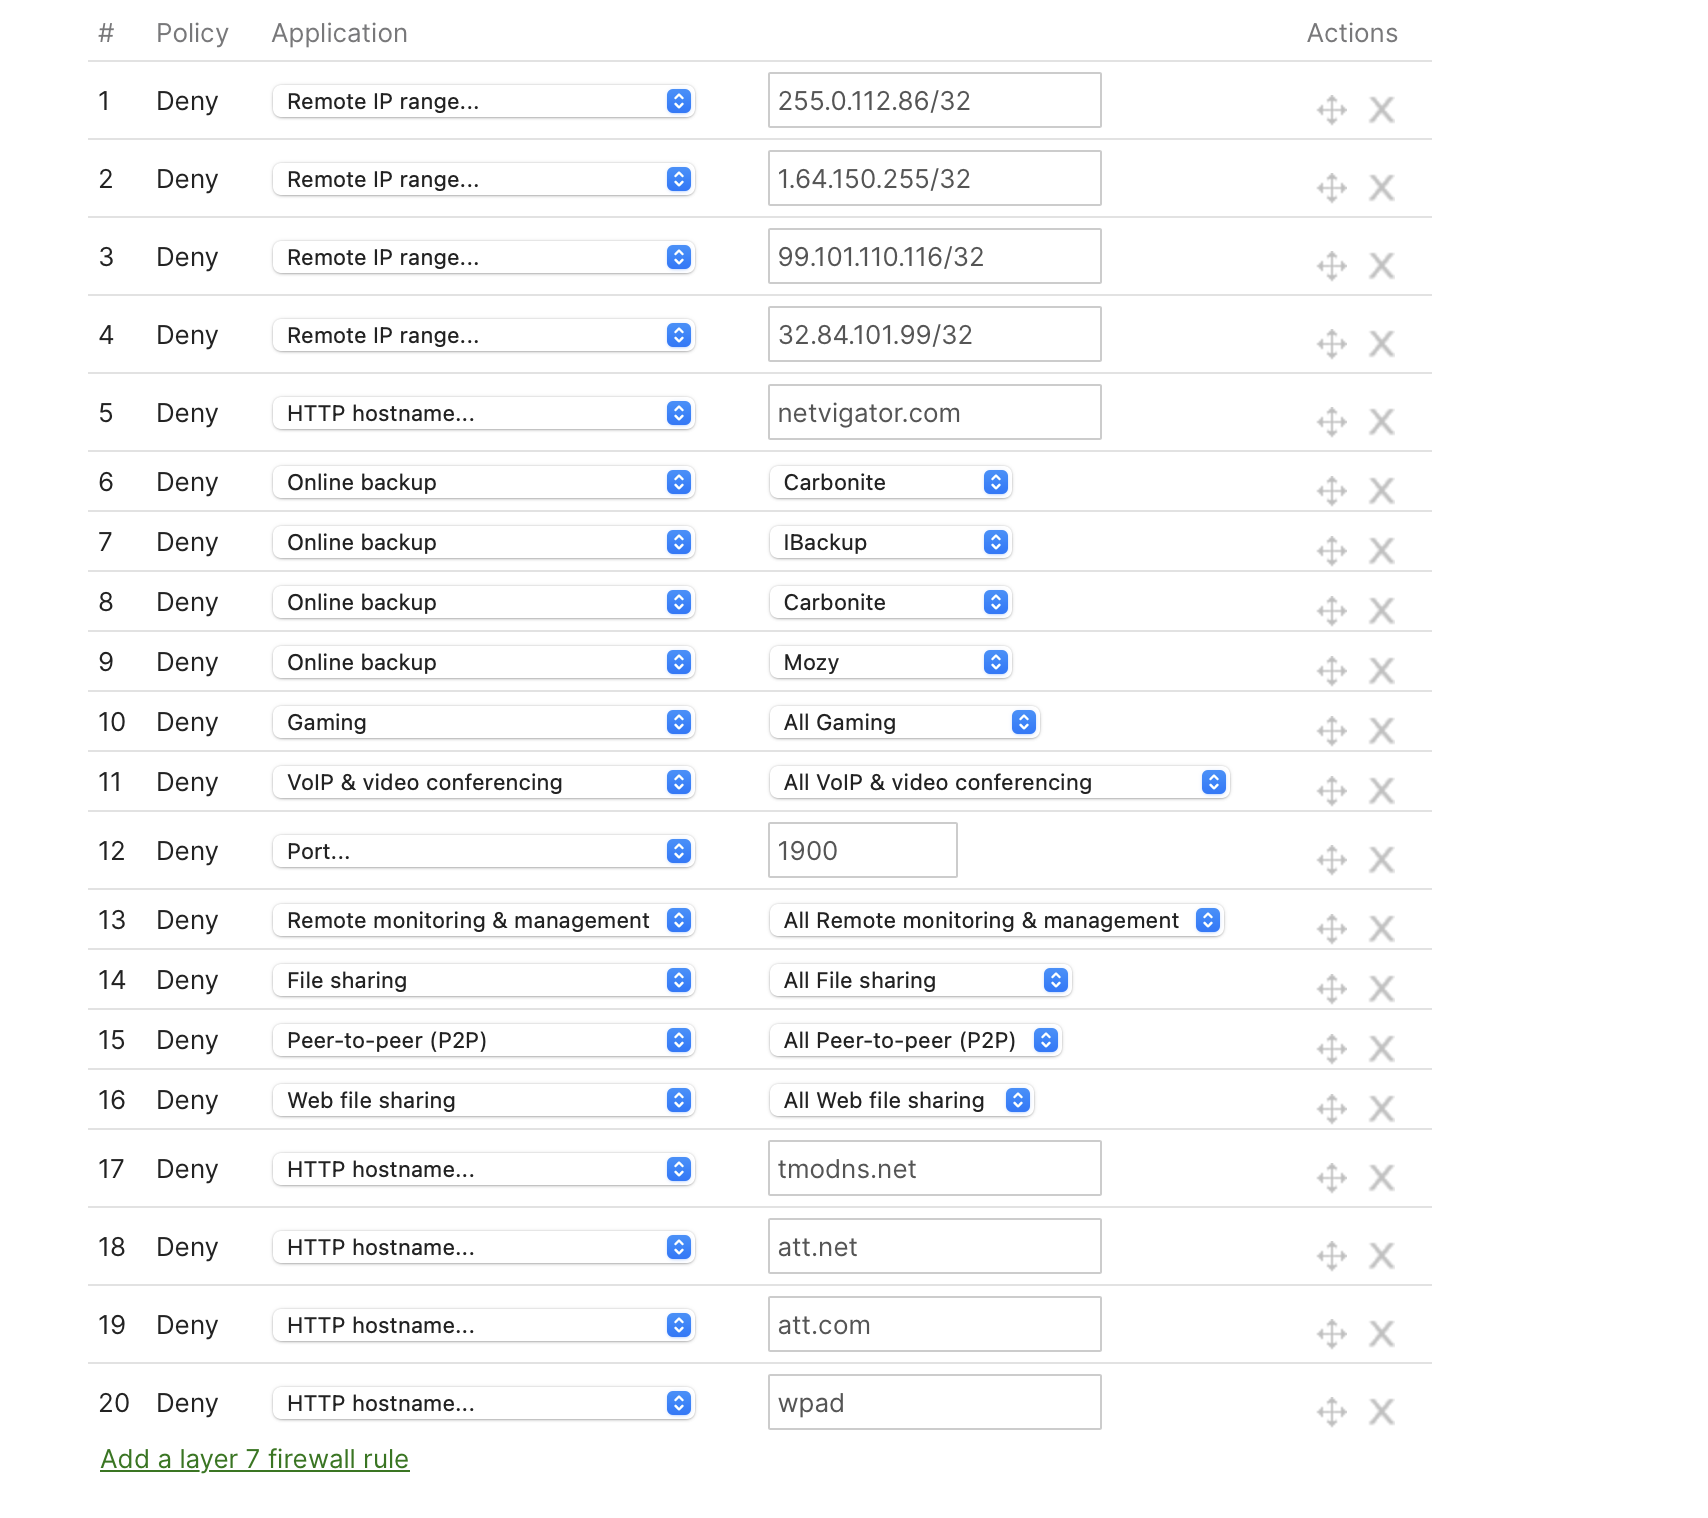 # Policy Application Actions
1 Deny Remote IP range... 255.0.112.86/32
2 Deny Remote IP range... 1.64.150.255/32
3 Deny Remote IP range... 99.101.110.116/32
4 Deny Remote IP range... 32.84.101.99/32
5 Deny HTTP hostname... netvigator.com
6 Deny Online backup Carbonite
7 Deny Online backup IBackup
8 Deny Online backup Carbonite
9 Deny Online backup Mozy
10 Deny Gaming All Gaming
11 Deny VoIP & video conferencing All VoIP & video conferencing
12 Deny Port... 1900
13 Deny Remote monitoring & management All Remote monitoring & management
14 Deny File sharing All File sharing
15 Deny Peer-to-peer (P2P) All Peer-to-peer (P2P)
16 Deny Web file sharing All Web file sharing
17 Deny HTTP hostname... tmodns.net
18 Deny HTTP hostname... att.net
19 Deny HTTP hostname... att.com
20 Deny HTTP hostname... wpad
Add a layer 7 firewall rule